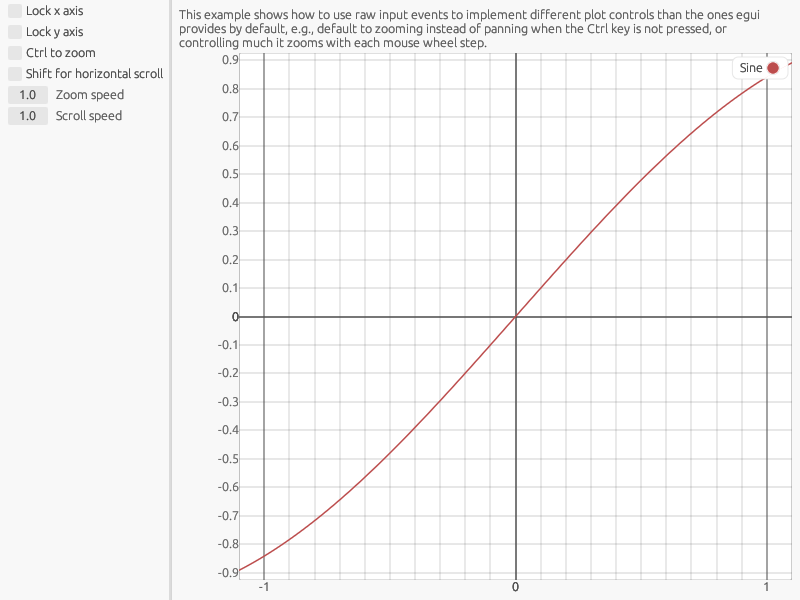 Lock x axis
Lock y axis
Ctrl to zoom
Shift for horizontal scroll
1.0 Zoom speed
1.0 Scroll speed
This example shows how to use raw input events to implement different plot controls than the ones egui
provides by default, e.g., default to zooming instead of panning when the Ctrl key is not pressed, or
controlling much it zooms with each mouse wheel step.
Sine
0.9
0.8
0.7
0.6
0.5
0.4
0.3
0.2
0.1
0
-0.1
-0.2
-0.3
-0.4
-0.5
-0.6
-0.7
-0.8
-0.9
-1 0 1